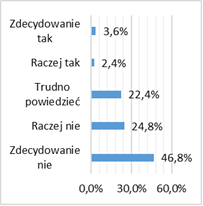 Zdecydowanie
tak
3,6%
Raczej tak
2,4%
Trudno
powiedzieć
22,4%
Raczej nie
24,8%
Zdecydowanie
nie
46,8%
0,0% 30,0% 60,0%